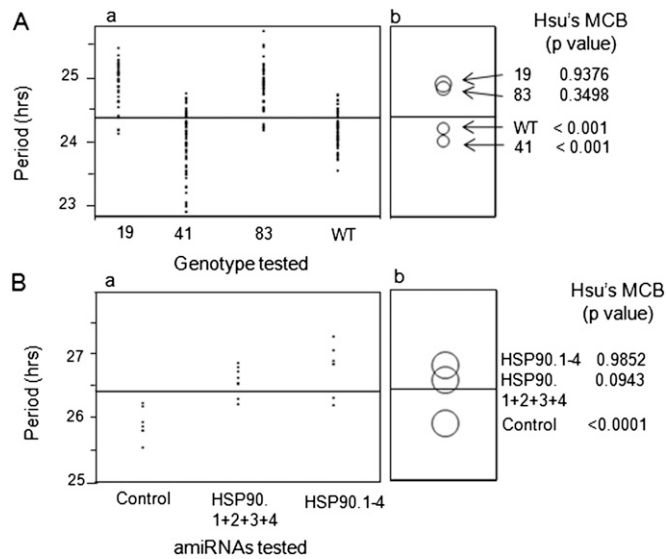 A
a
b
Hsu's MCB
(p value)
Period (hrs)
25
24
23
19 0.9376
83 0.3498
WT < 0.001
41 < 0.001
19 41 83 WT
Genotype tested
B
a
b
Hsu's MCB
(p value)
Period (hrs)
27
26
25
HSP90.1-4 0.9852
HSP90. 0.0943
1+2+3+4
Control <0.0001
Control HSP90. HSP90.1-4
1+2+3+4
amiRNAs tested